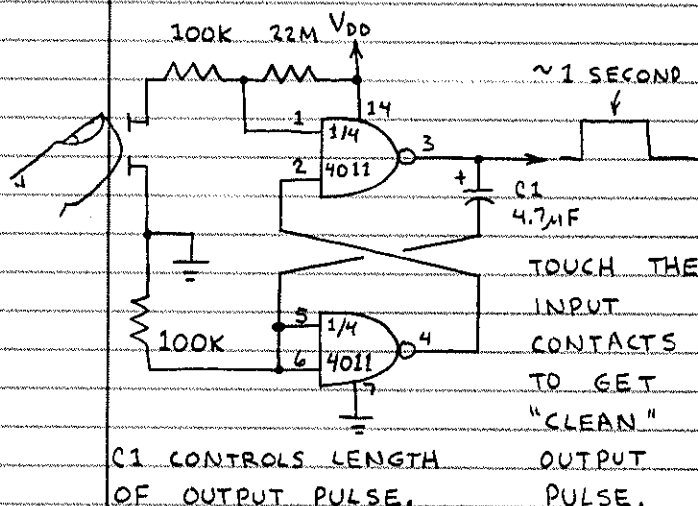 100K 22M VDD
~ 1 SECOND
14
1
1/4
3
2
4011
+
C1
4.7µF
TOUCH THE
INPUT
CONTACTS
TO GET
"CLEAN"
OUTPUT
PULSE.
5
1/4
4
100K
6
4011
7
C1 CONTROLS LENGTH
OF OUTPUT PULSE.